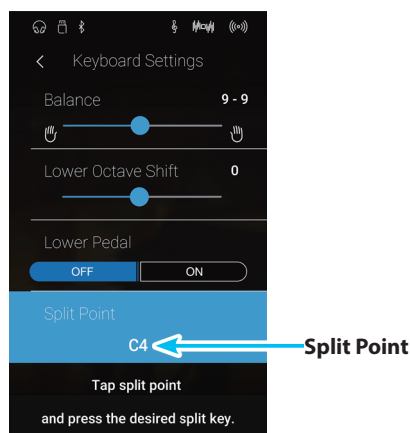 Keyboard Settings
Balance 9 - 9
Lower Octave Shift 0
Lower Pedal
OFF ON
Split Point
C4
Split Point
Tap split point
and press the desired split key.